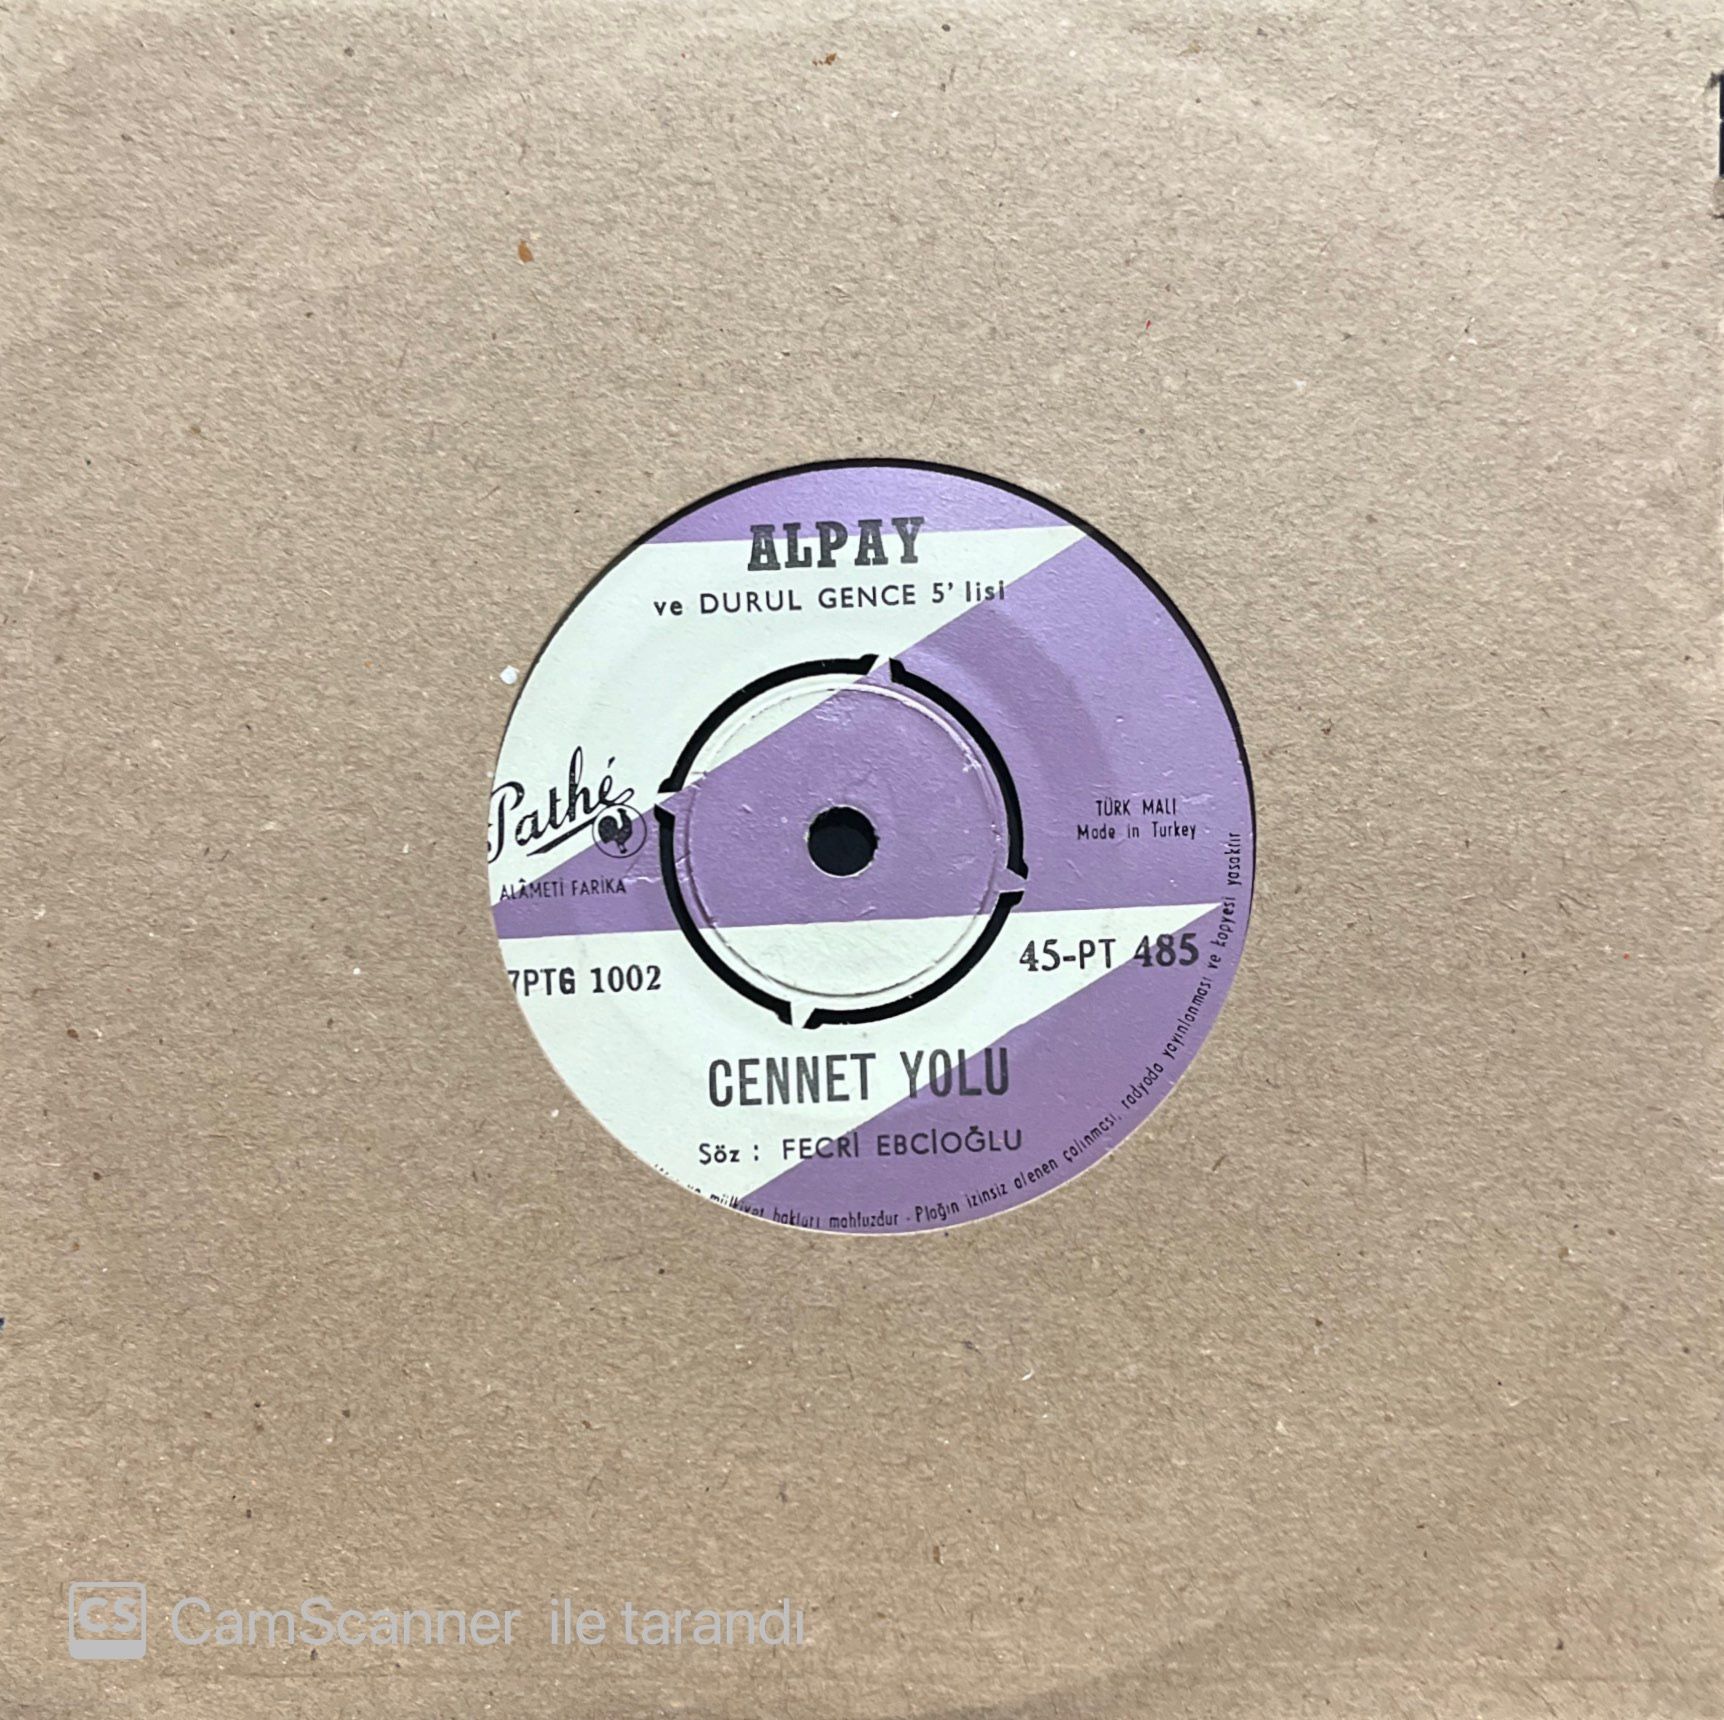 ALPAY
ve DURUL GENCE 5' lisi
Pathé
ALÂMETİ FARİKA
TÜRK MALI
Made in Turkey
7PTG 1002
45-PT 485
CENNET YOLU
Söz : FECRİ EBCİOĞLU
mülkiyet hakları mahfuzdur - Plağın izinsiz alenen çalınması, radyoda yayınlanması ve kopyesi yasaktır
CS CamScanner ile tarandı